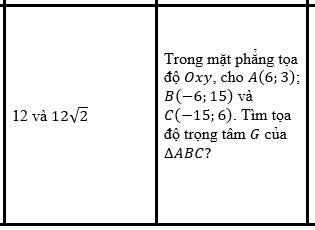 12 và 12√2
Trong mặt phẳng tọa
độ Oxy, cho A(6; 3);
B(−6; 15) và
C(−15; 6). Tìm tọa
độ trọng tâm G của
ΔABC?